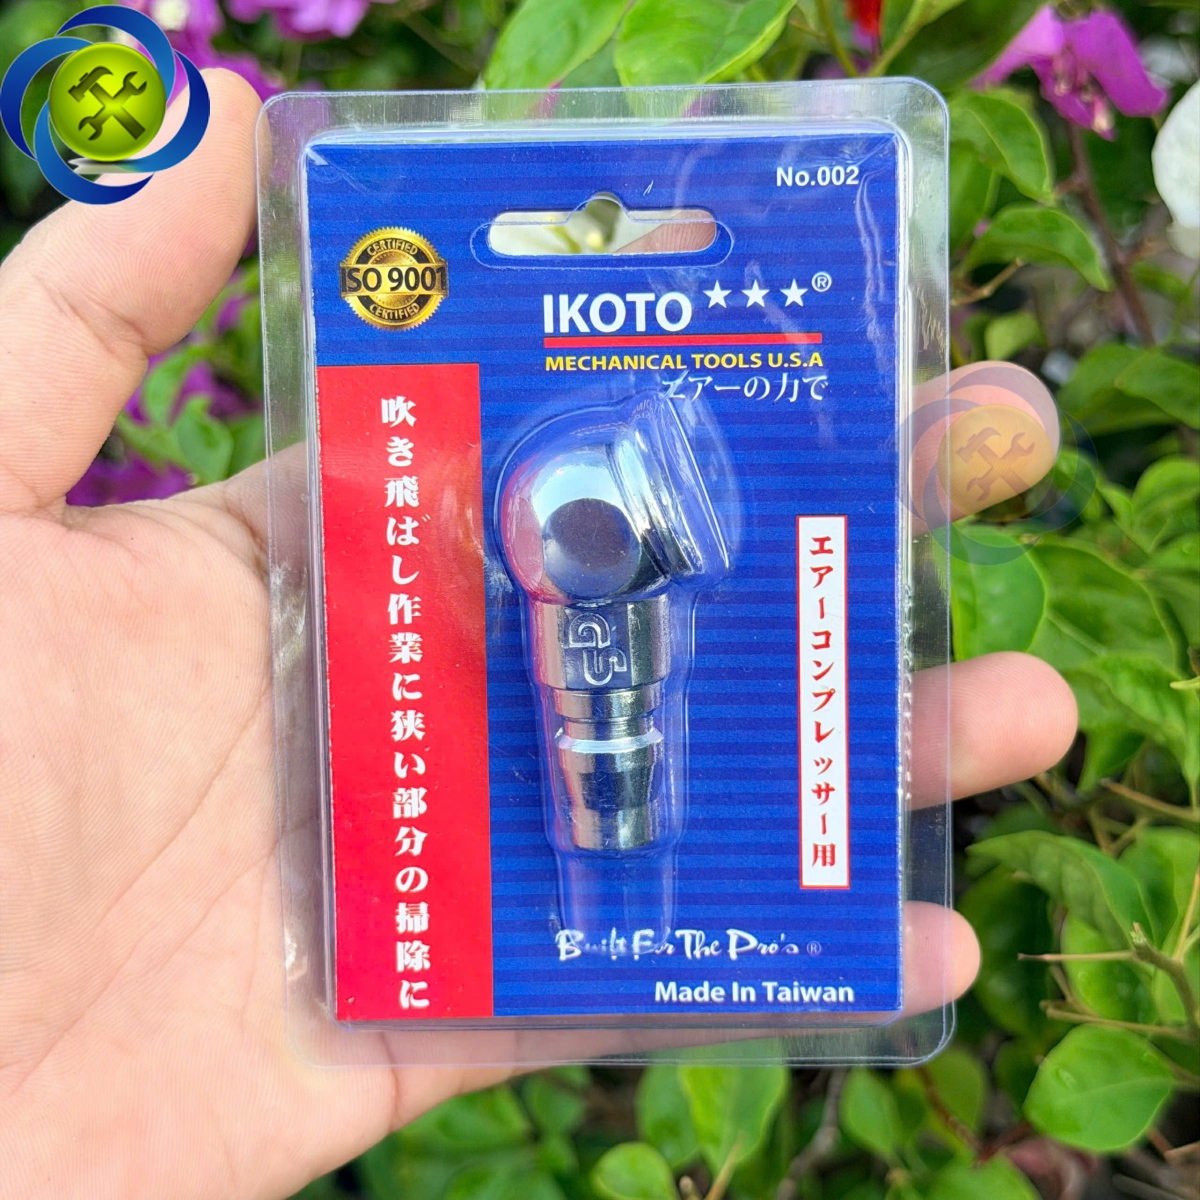 No.002
CERTIFIED
ISO 9001
CERTIFIED
IKOTO ★★★®
MECHANICAL TOOLS U.S.A
エアーの力で
吹き飛ばし作業に狭い部分の掃除に
エアーコンプレッサー用
Built For The Pro's ®
Made In Taiwan